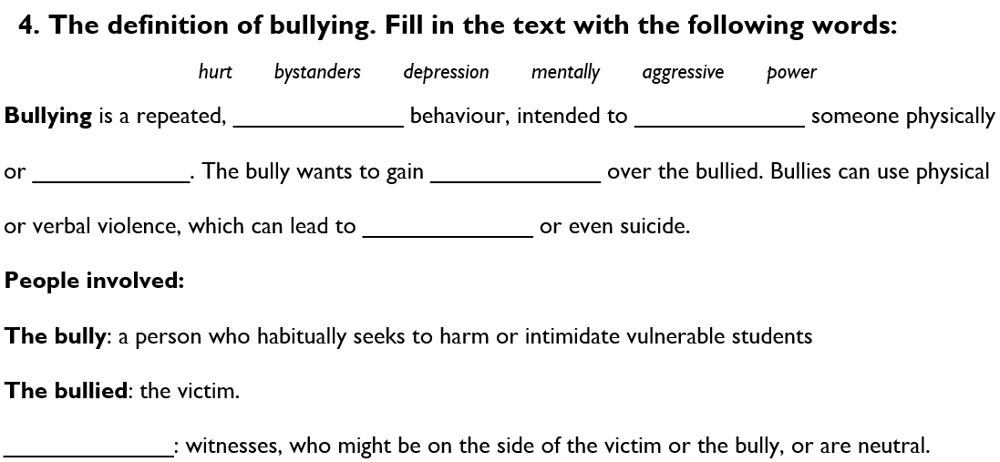 4. The definition of bullying. Fill in the text with the following words:
hurt bystanders depression mentally aggressive power
Bullying is a repeated, ______________ behaviour, intended to ______________ someone physically
or _____________. The bully wants to gain ______________ over the bullied. Bullies can use physical
or verbal violence, which can lead to ______________ or even suicide.
People involved:
The bully: a person who habitually seeks to harm or intimidate vulnerable students
The bullied: the victim.
______________: witnesses, who might be on the side of the victim or the bully, or are neutral.